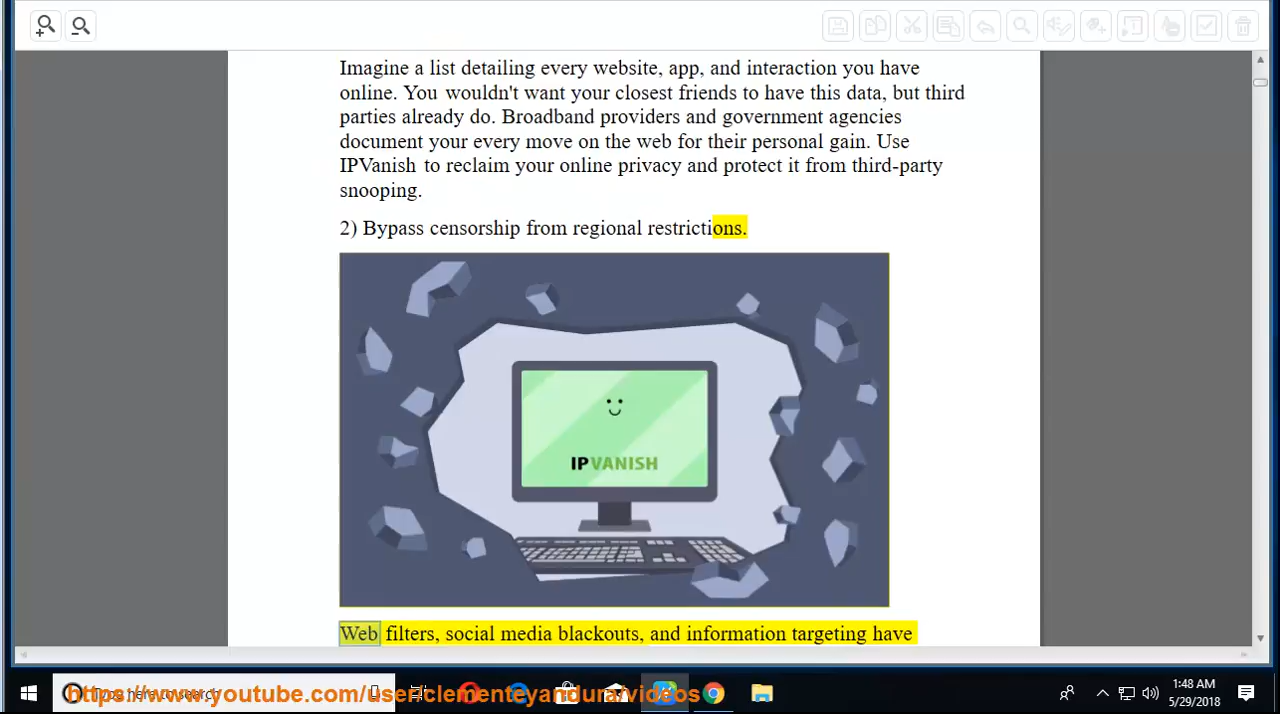 Imagine a list detailing every website, app, and interaction you have
online. You wouldn't want your closest friends to have this data, but third
parties already do. Broadband providers and government agencies
document your every move on the web for their personal gain. Use
IPVanish to reclaim your online privacy and protect it from third-party
snooping.
2) Bypass censorship from regional restrictions.
IPVANISH
Web filters, social media blackouts, and information targeting have
Type here to search
https://www.youtube.com/user/clementeyandura/videos
1:48 AM
5/29/2018